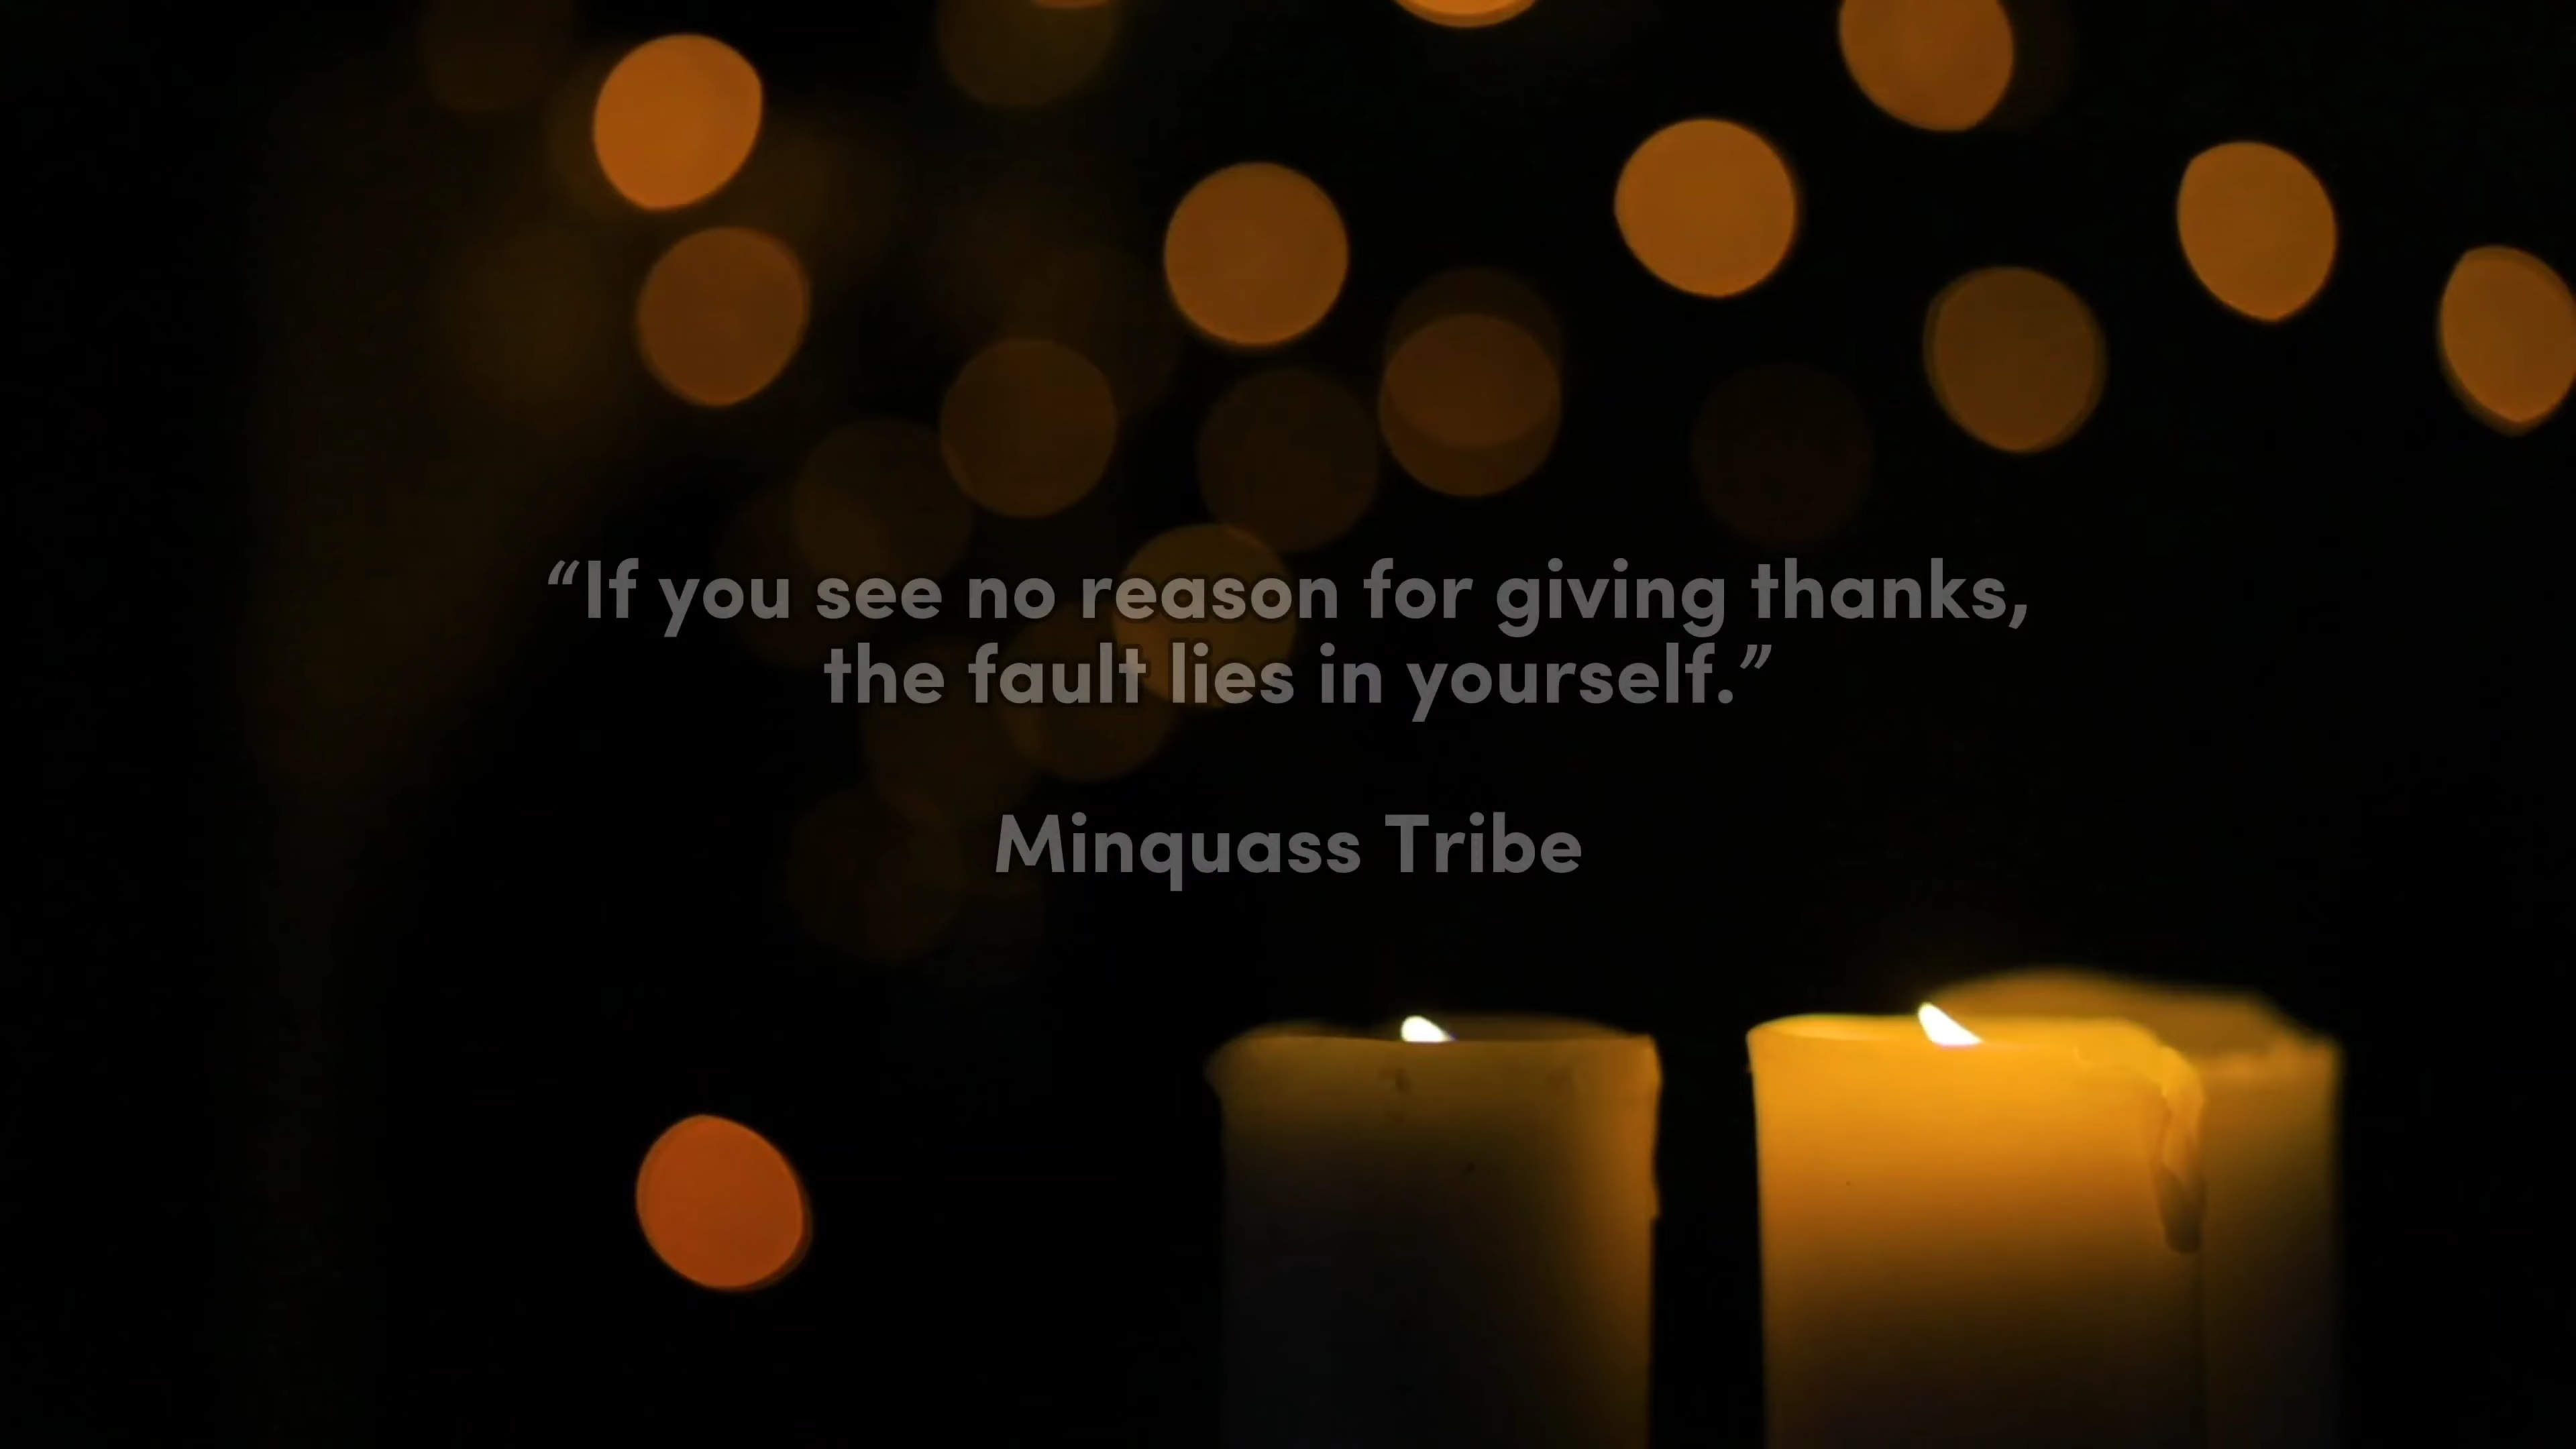 “If you see no reason for giving thanks,
the fault lies in yourself.”
Minquass Tribe